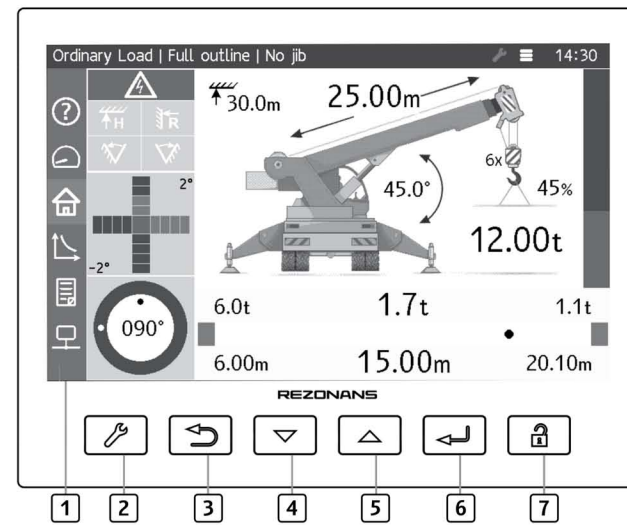 Ordinary Load | Full outline | No jib 14:30
30.0m 25.00m
H R
2°
6x
45.0° 45%
12.00t
-2°
6.0t 1.7t 1.1t
090°
6.00m 15.00m 20.10m
REZONANS
1 2 3 4 5 6 7